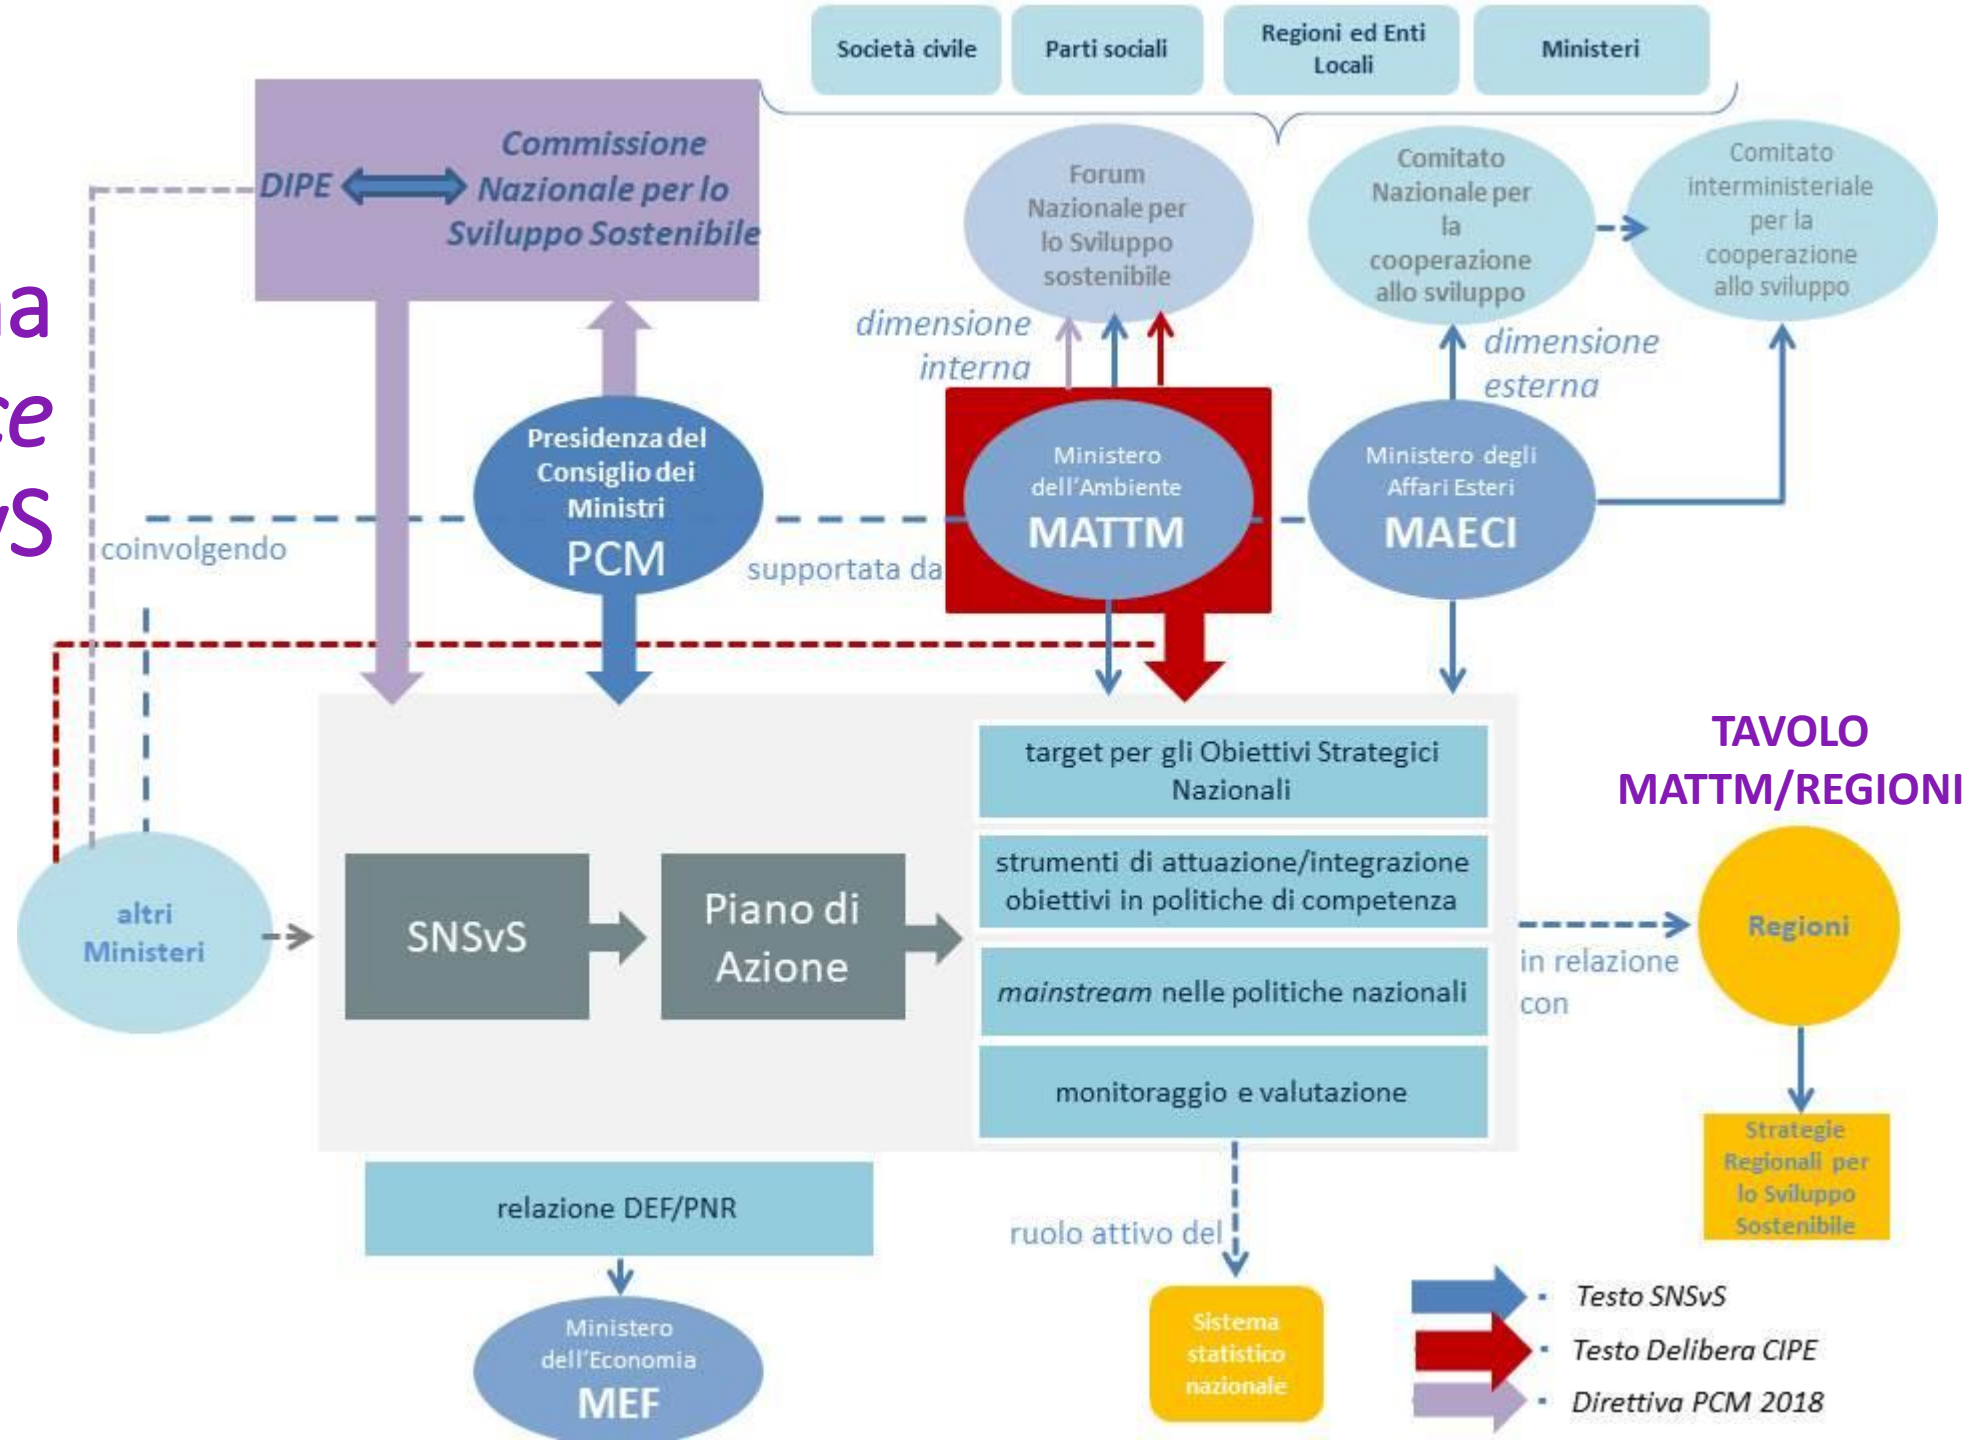 Società civile
Parti sociali
Regioni ed Enti
Locali
Ministeri
DIPE
Commissione
Nazionale per lo
Sviluppo Sostenibile
Forum
Nazionale per
lo Sviluppo
sostenibile
Comitato
Nazionale per
la
cooperazione
allo sviluppo
Comitato
interministeriale
per la
cooperazione
allo sviluppo
dimensione
interna
dimensione
esterna
Presidenza del
Consiglio dei
Ministri
PCM
Ministero
dell'Ambiente
MATTM
Ministero degli
Affari Esteri
MAECI
coinvolgendo
supportata da
TAVOLO
MATTM/REGIONI
target per gli Obiettivi Strategici
Nazionali
strumenti di attuazione/integrazione
obiettivi in politiche di competenza
mainstream nelle politiche nazionali
monitoraggio e valutazione
altri
Ministeri
SNSvS
Piano di
Azione
in relazione
con
Regioni
Strategie
Regionali per
lo Sviluppo
Sostenibile
relazione DEF/PNR
ruolo attivo del
Ministero
dell'Economia
MEF
Sistema
statistico
nazionale
Testo SNSvS
Testo Delibera CIPE
Direttiva PCM 2018